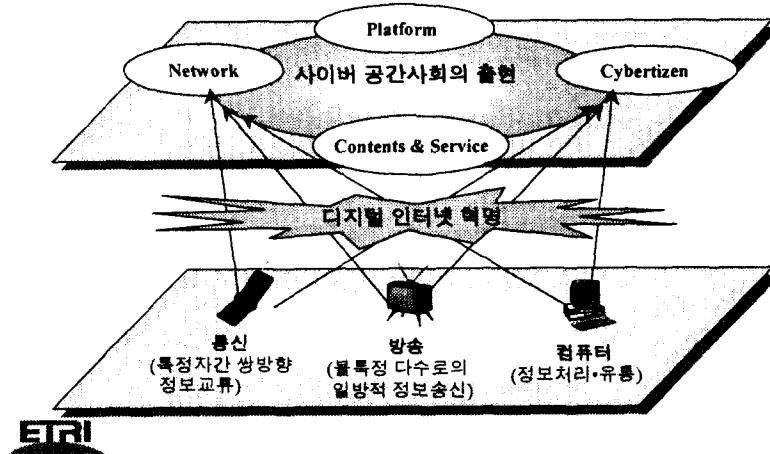 Platform
Network
사이버 공간사회의 출현
Cybertizen
Contents & Service
디지털 인터넷 혁명
통신
(특정자간 쌍방향
정보교류)
방송
(불특정 다수로의
일방적 정보송신)
컴퓨터
(정보처리•유통)
ETRI